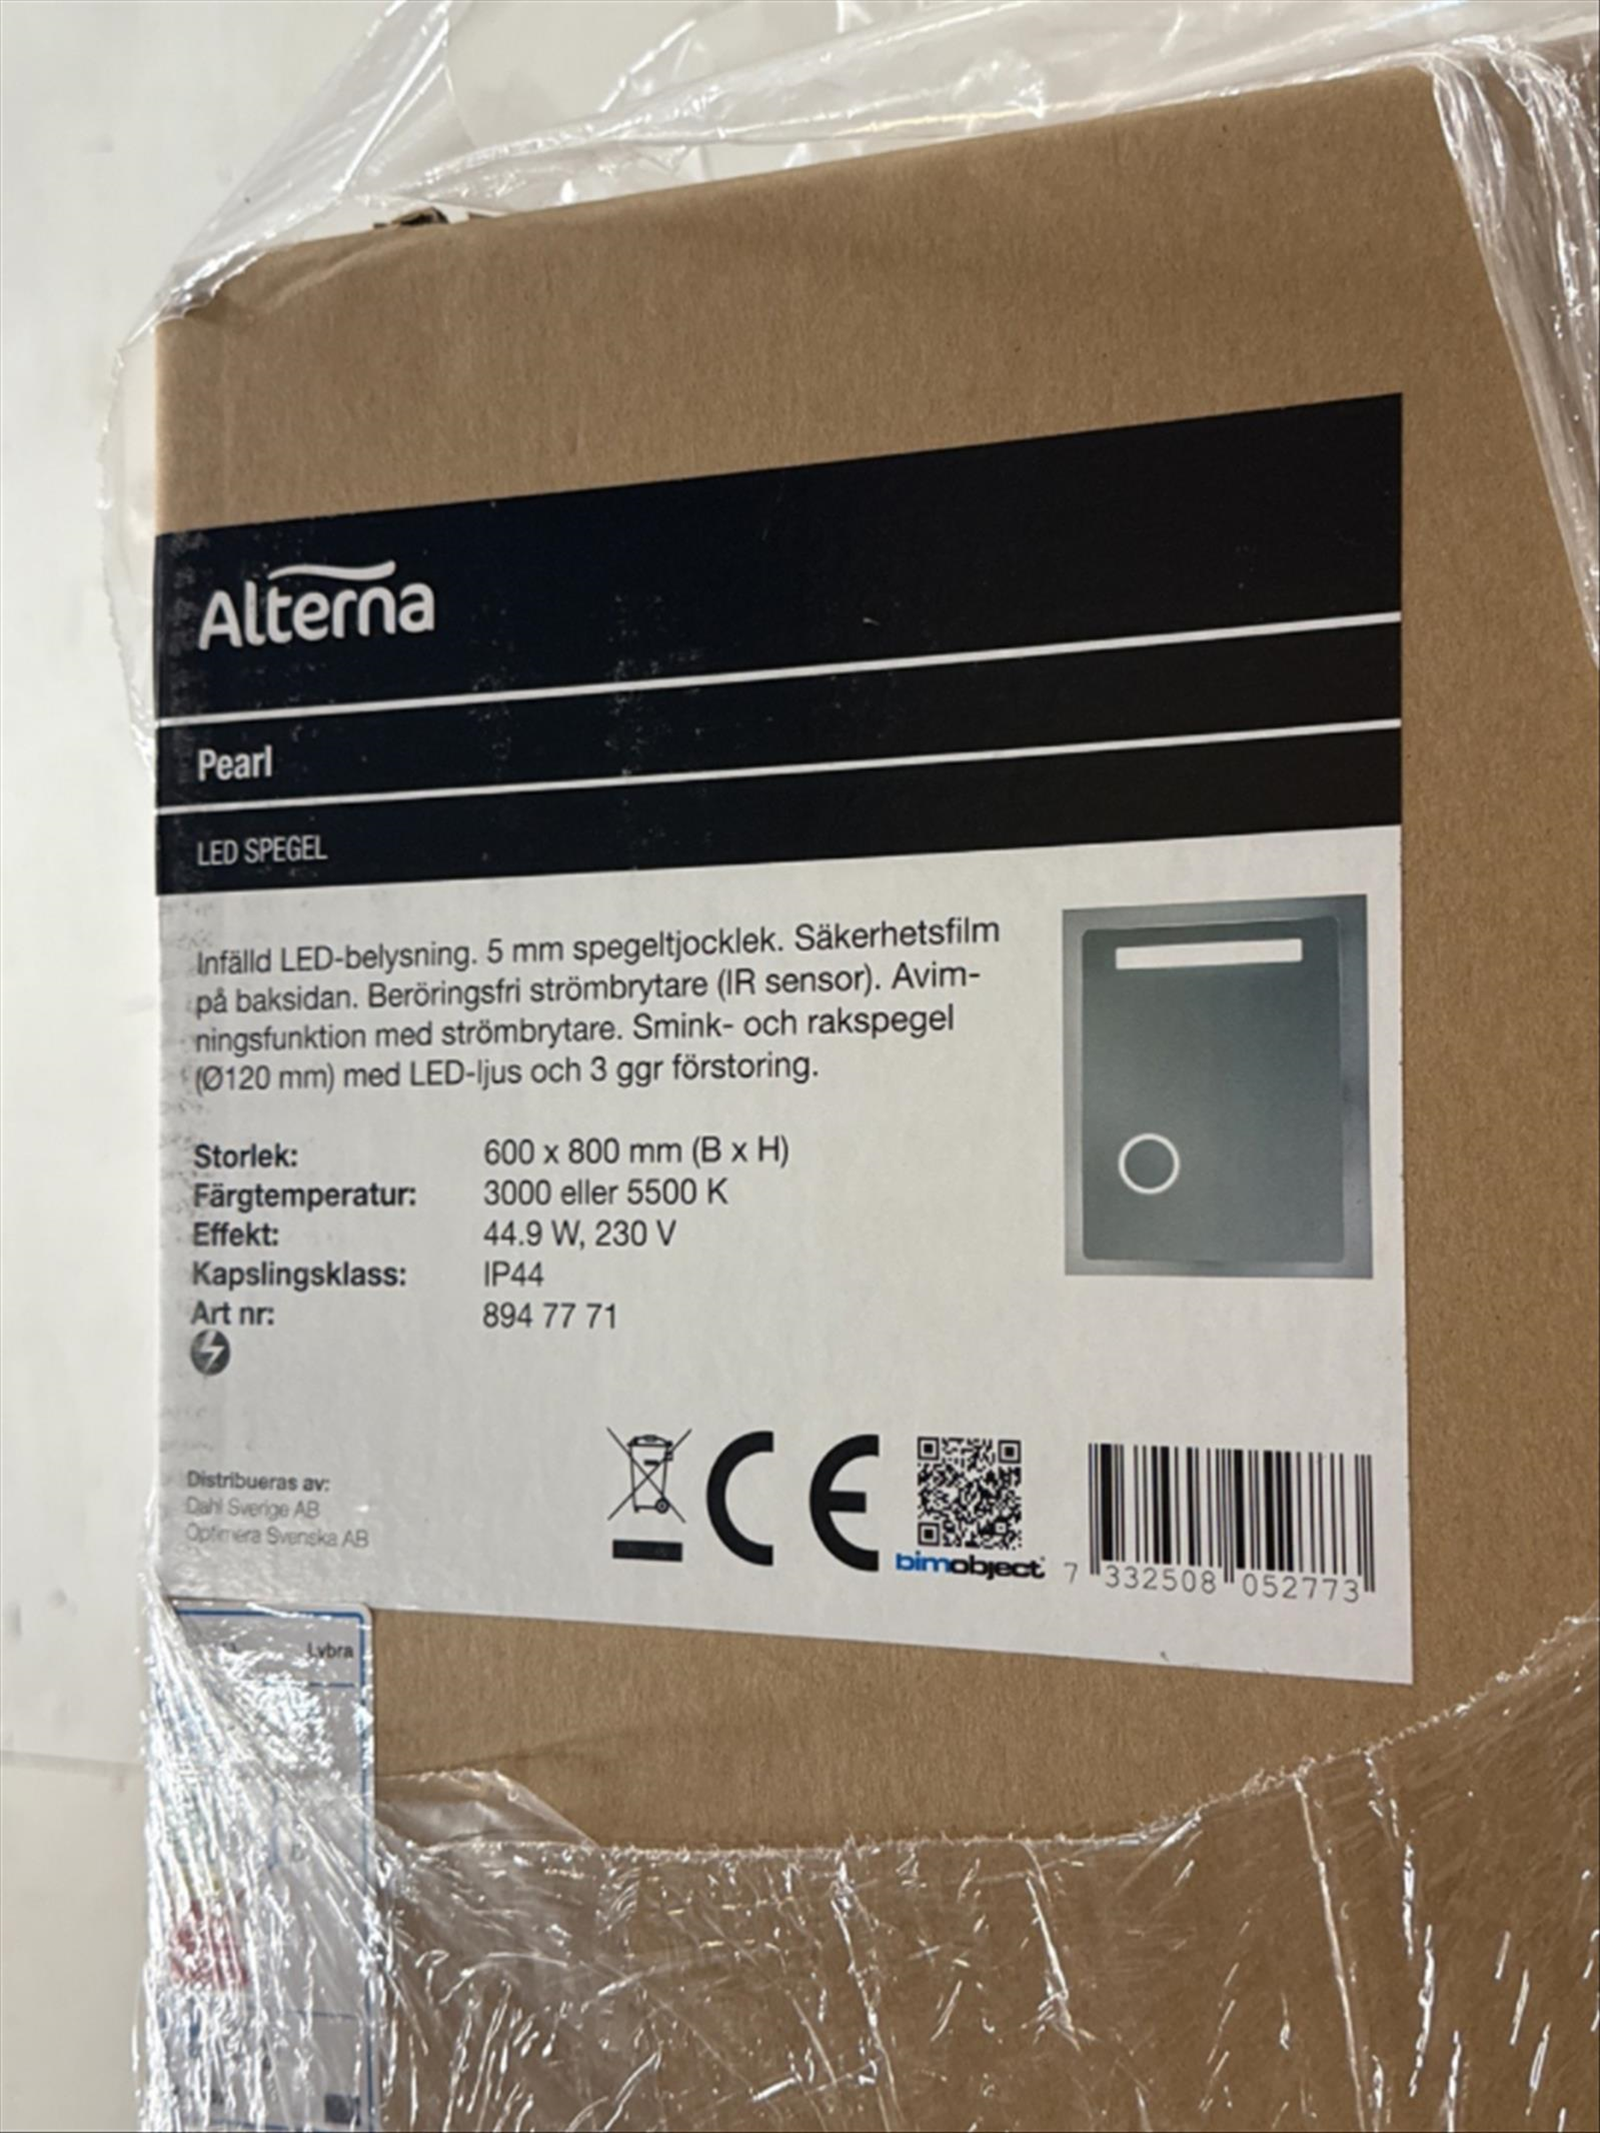 Alterna
Pearl
LED SPEGEL
Infälld LED-belysning. 5 mm spegeltjocklek. Säkerhetsfilm
på baksidan. Beröringsfri strömbrytare (IR sensor). Avim-
ningsfunktion med strömbrytare. Smink- och rakspegel
(Ø120 mm) med LED-ljus och 3 ggr förstoring.
Storlek: 600 x 800 mm (B x H)
Färgtemperatur: 3000 eller 5500 K
Effekt: 44.9 W, 230 V
Kapslingsklass: IP44
Art nr: 894 77 71
Distribueras av:
Dahl Sverige AB
Optimera Svenska AB
CE
bimobject
7 332508 052773
Lybra